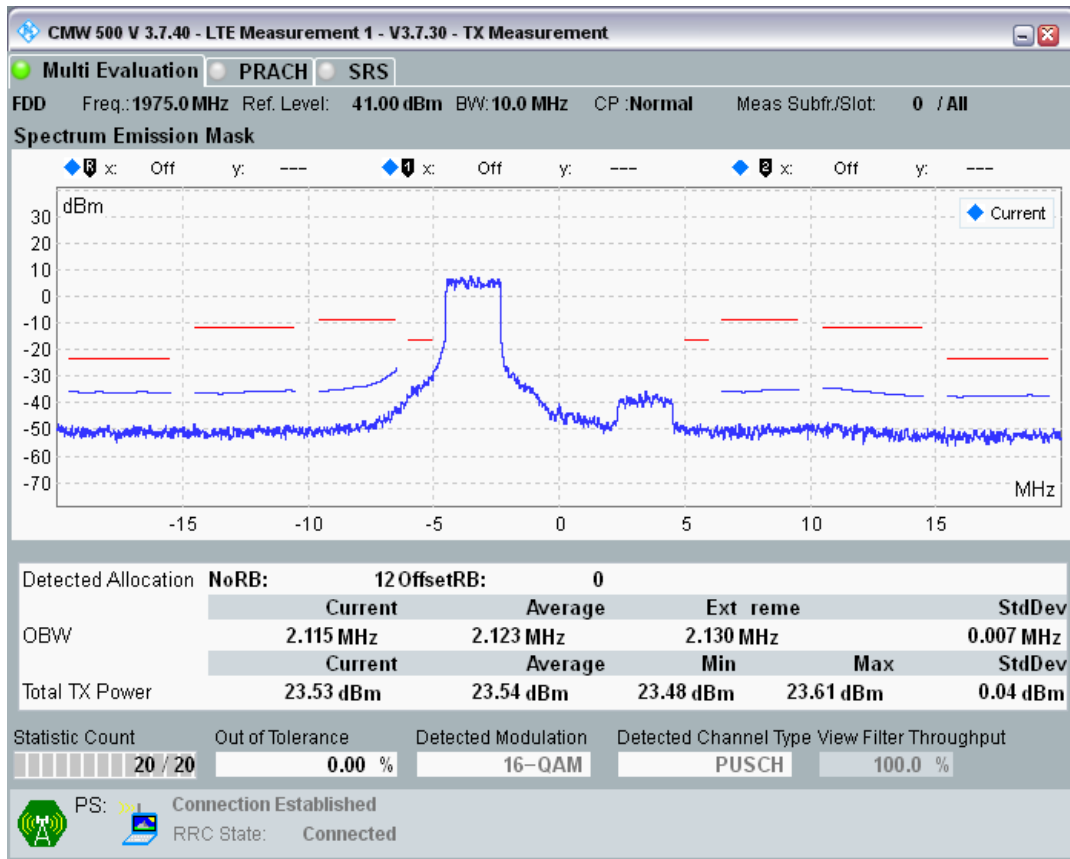 CMW 500 V 3.7.40 - LTE Measurement 1 - V3.7.30 - TX Measurement
Multi Evaluation PRACH SRS
FDD Freq.: 1975.0 MHz Ref. Level: 41.00 dBm BW: 10.0 MHz CP :Normal Meas Subfr./Slot: 0 / All
Spectrum Emission Mask
R x: Off y: --- 1 x: Off y: --- 2 x: Off y: ---
dBm
Current
30
20
10
0
-10
-20
-30
-40
-50
-60
-70
MHz
-15 -10 -5 0 5 10 15
Detected Allocation NoRB: 12 OffsetRB: 0
Current Average Ext reme StdDev
OBW 2.115 MHz 2.123 MHz 2.130 MHz 0.007 MHz
Current Average Min Max StdDev
Total TX Power 23.53 dBm 23.54 dBm 23.48 dBm 23.61 dBm 0.04 dBm
Statistic Count Out of Tolerance Detected Modulation Detected Channel Type View Filter Throughput
20 / 20 0.00 % 16-QAM PUSCH 100.0 %
PS: Connection Established
RRC State: Connected